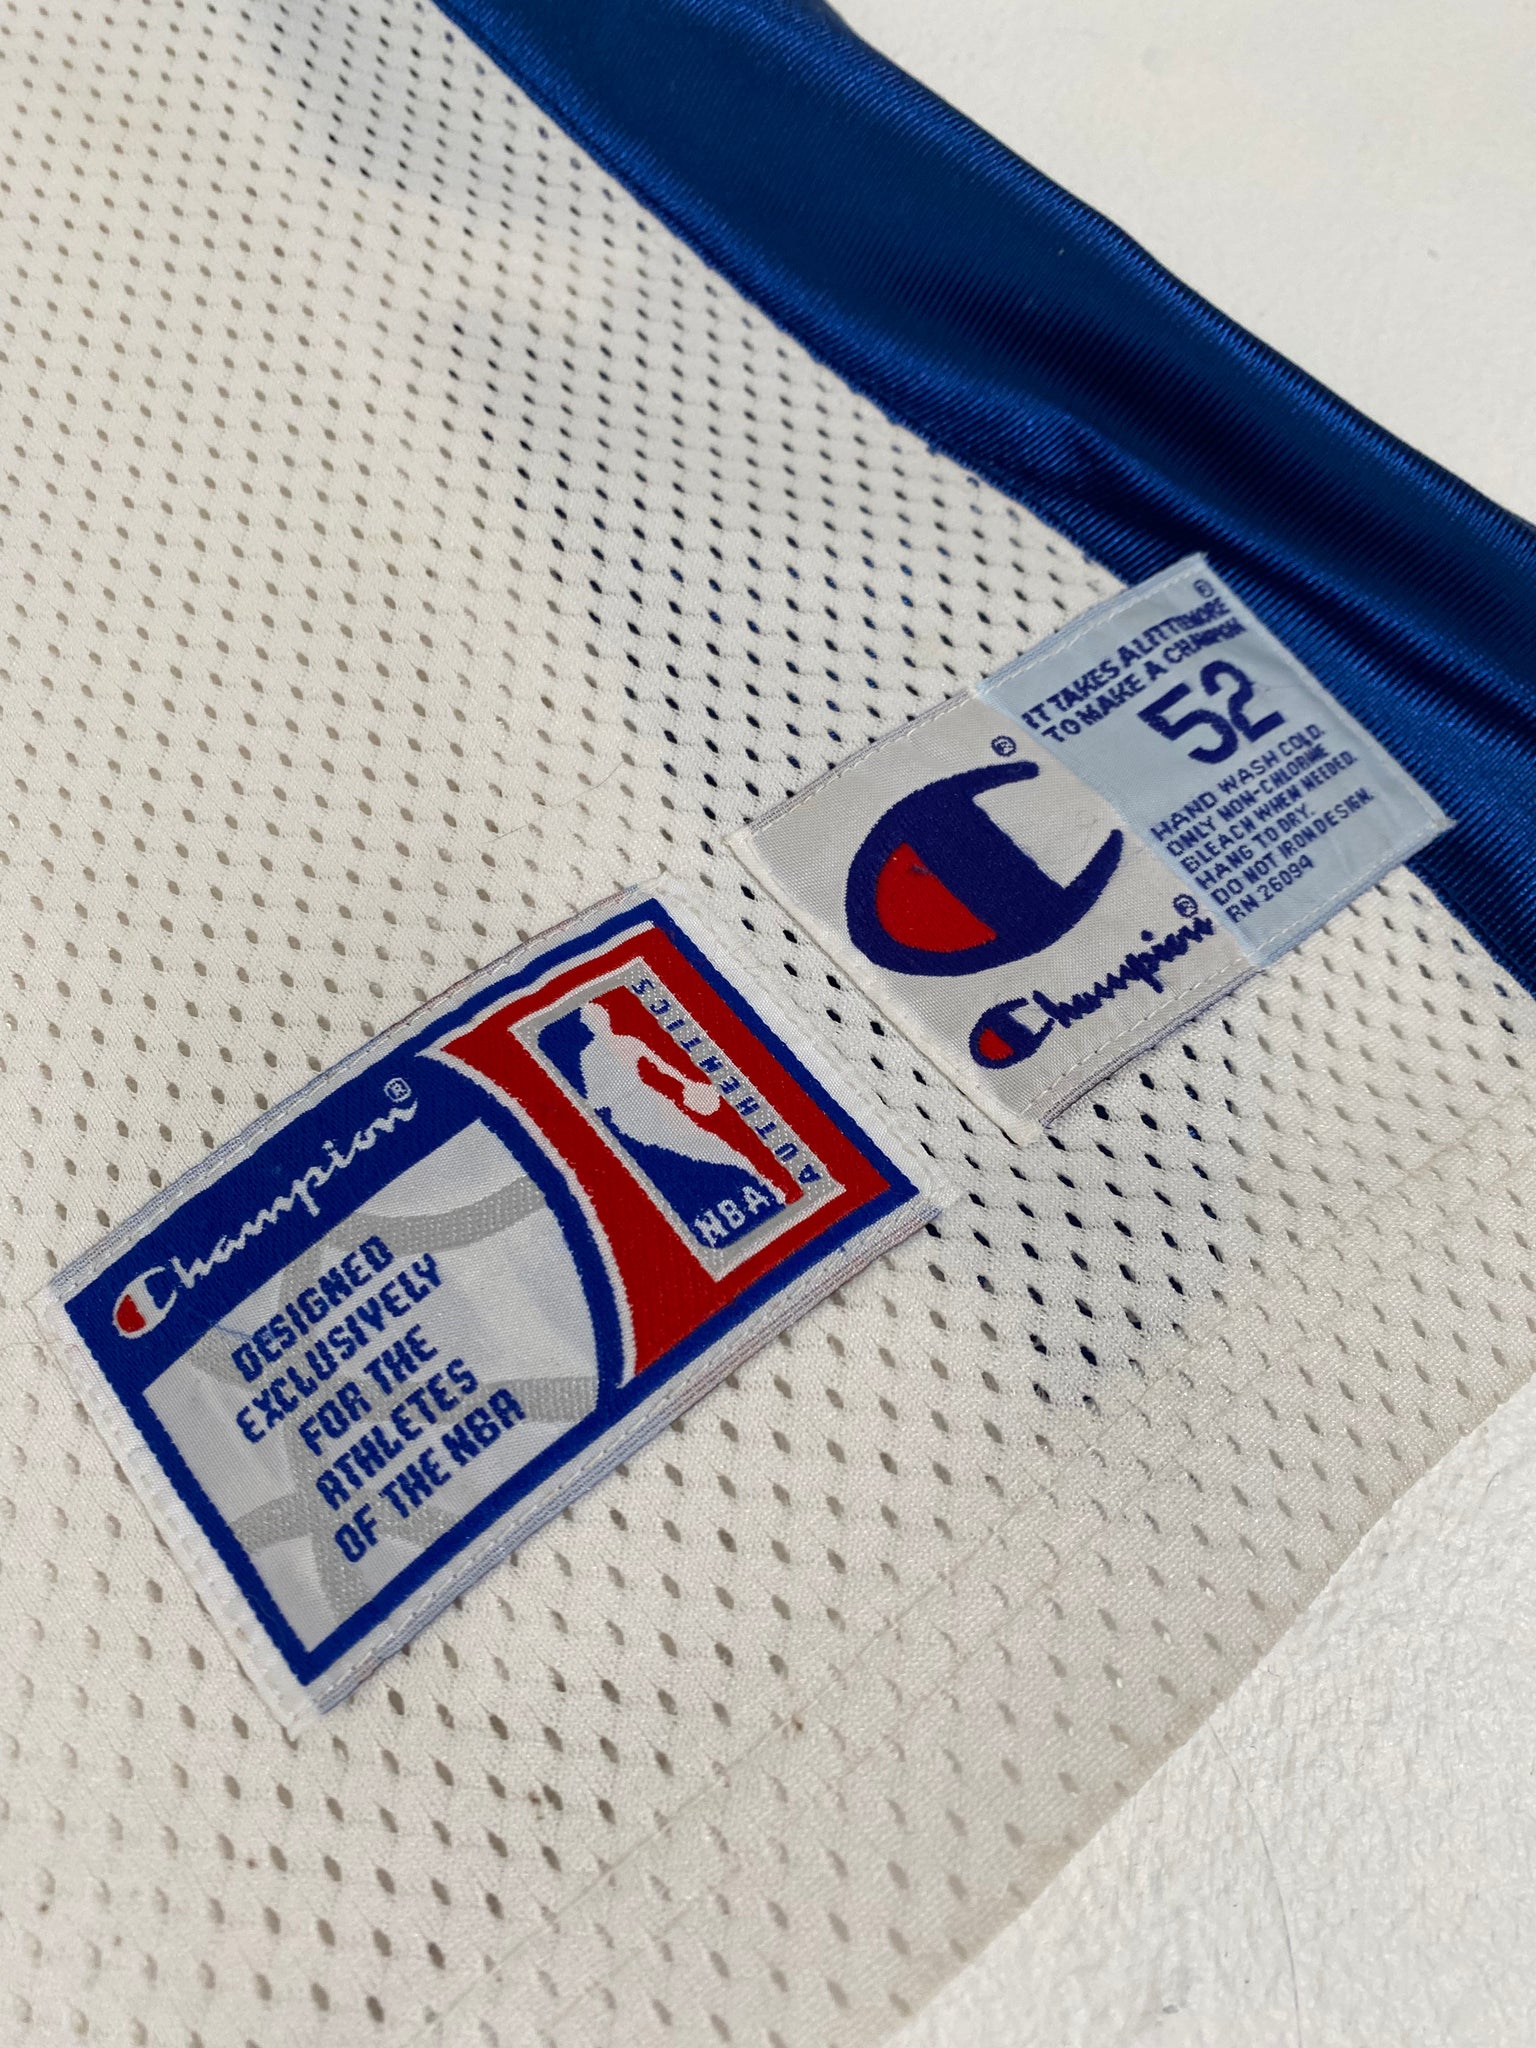 IT TAKES A LITTLE MORE®
TO MAKE A CHAMPION
52
HAND WASH COLD.
ONLY NON-CHLORINE
BLEACH WHEN NEEDED.
HANG TO DRY.
DO NOT IRON DESIGN.
RN 26094
®
Champion®
Champion®
DESIGNED
EXCLUSIVELY
FOR THE
ATHLETES
OF THE NBA
NBA
AUTHENTICS